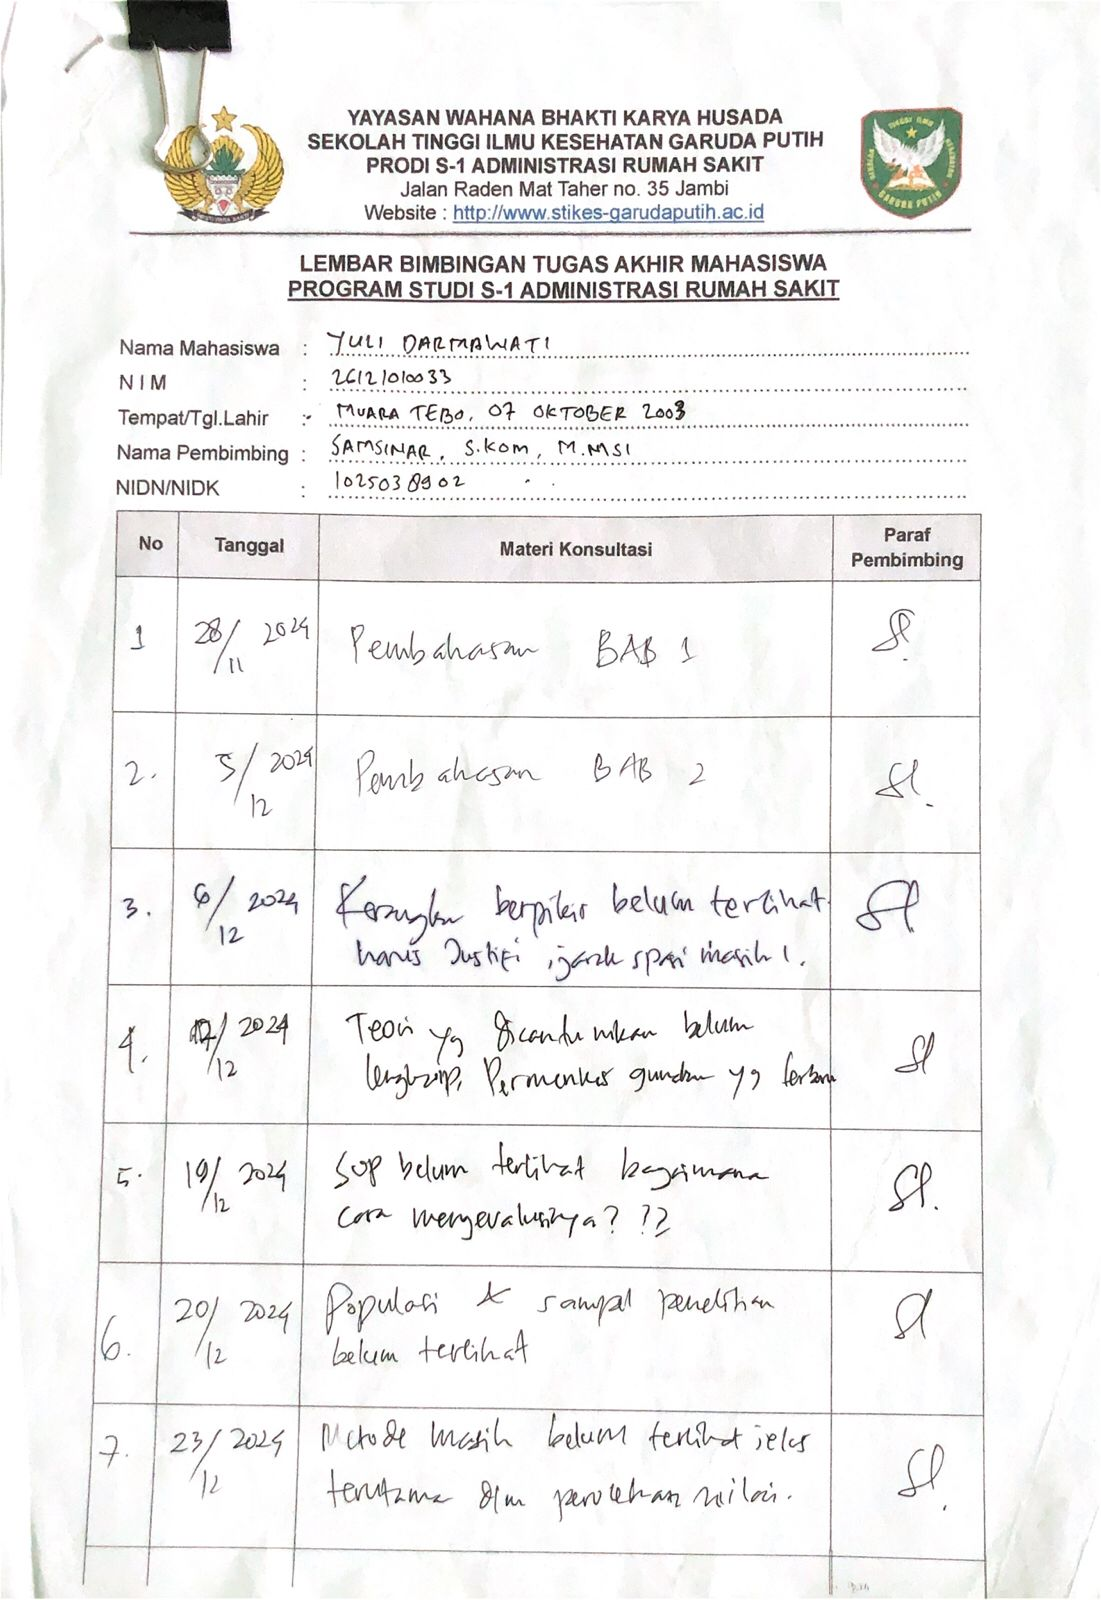 YAYASAN WAHANA BHAKTI KARYA HUSADA
SEKOLAH TINGGI ILMU KESEHATAN GARUDA PUTIH
PRODI S-1 ADMINISTRASI RUMAH SAKIT
Jalan Raden Mat Taher no. 35 Jambi
Website : http://www.stikes-garudaputih.ac.id
LEMBAR BIMBINGAN TUGAS AKHIR MAHASISWA
PROGRAM STUDI S-1 ADMINISTRASI RUMAH SAKIT
Nama Mahasiswa : YULI DARMAWATI
N I M : 26121010033
Tempat/Tgl.Lahir : MUARA TEBO, 07 OKTOBER 2003
Nama Pembimbing : SAMSINAR, S.KOM, M.MSI
NIDN/NIDK : 1025038902
No Tanggal Materi Konsultasi Paraf Pembimbing
1 28/11 2024 Pembahasan BAB 1
2. 5/12 2024 Pembahasan BAB 2
3. 6/12 2024 Kerangka berpikir belum terlihat.
harus Justifi, jarak spasi masih 1.
4. /12 2024 Teori yg dicantumkan belum
lengkap, Permenkes gunakan yg terbaru
5. 19/12 2024 SOP belum terlihat bagaimana
cara mengevaluasinya? ??
6. 20/12 2024 Populasi & sampel penelitian
belum terlihat
7. 23/12 2024 Metode masih belum terlihat jelas
terutama dlm perolehan nilai.